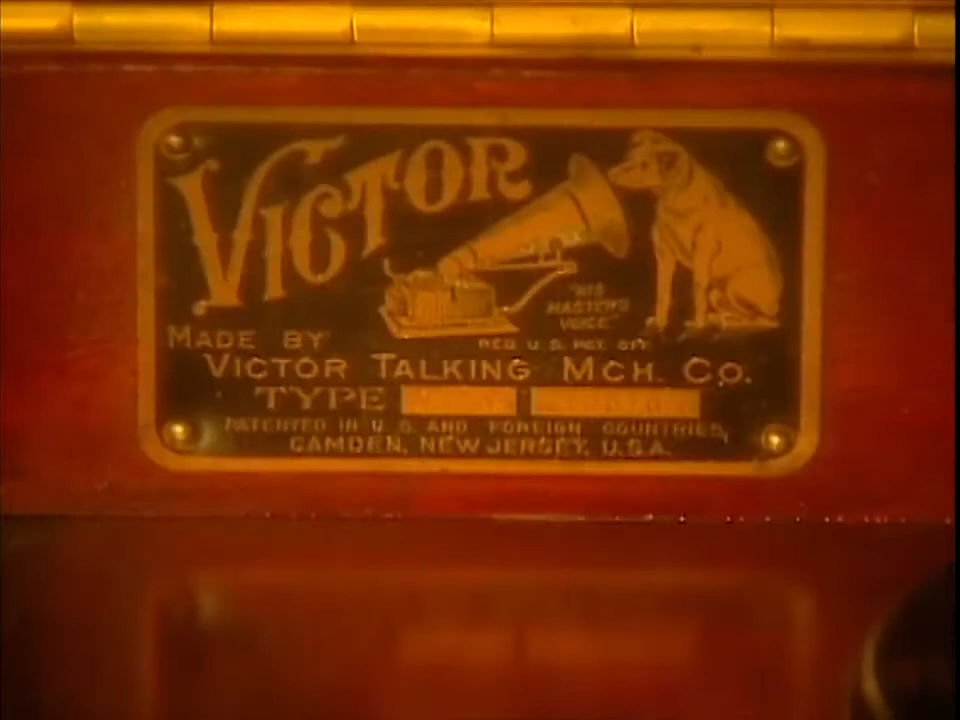 VICTOR
"HIS
MASTER'S
VOICE"
REG. U.S. PAT. OFF.
MADE BY
VICTOR TALKING MCH. CO.
TYPE
PATENTED IN U.S. AND FOREIGN COUNTRIES,
CAMDEN, NEW JERSEY, U.S.A.